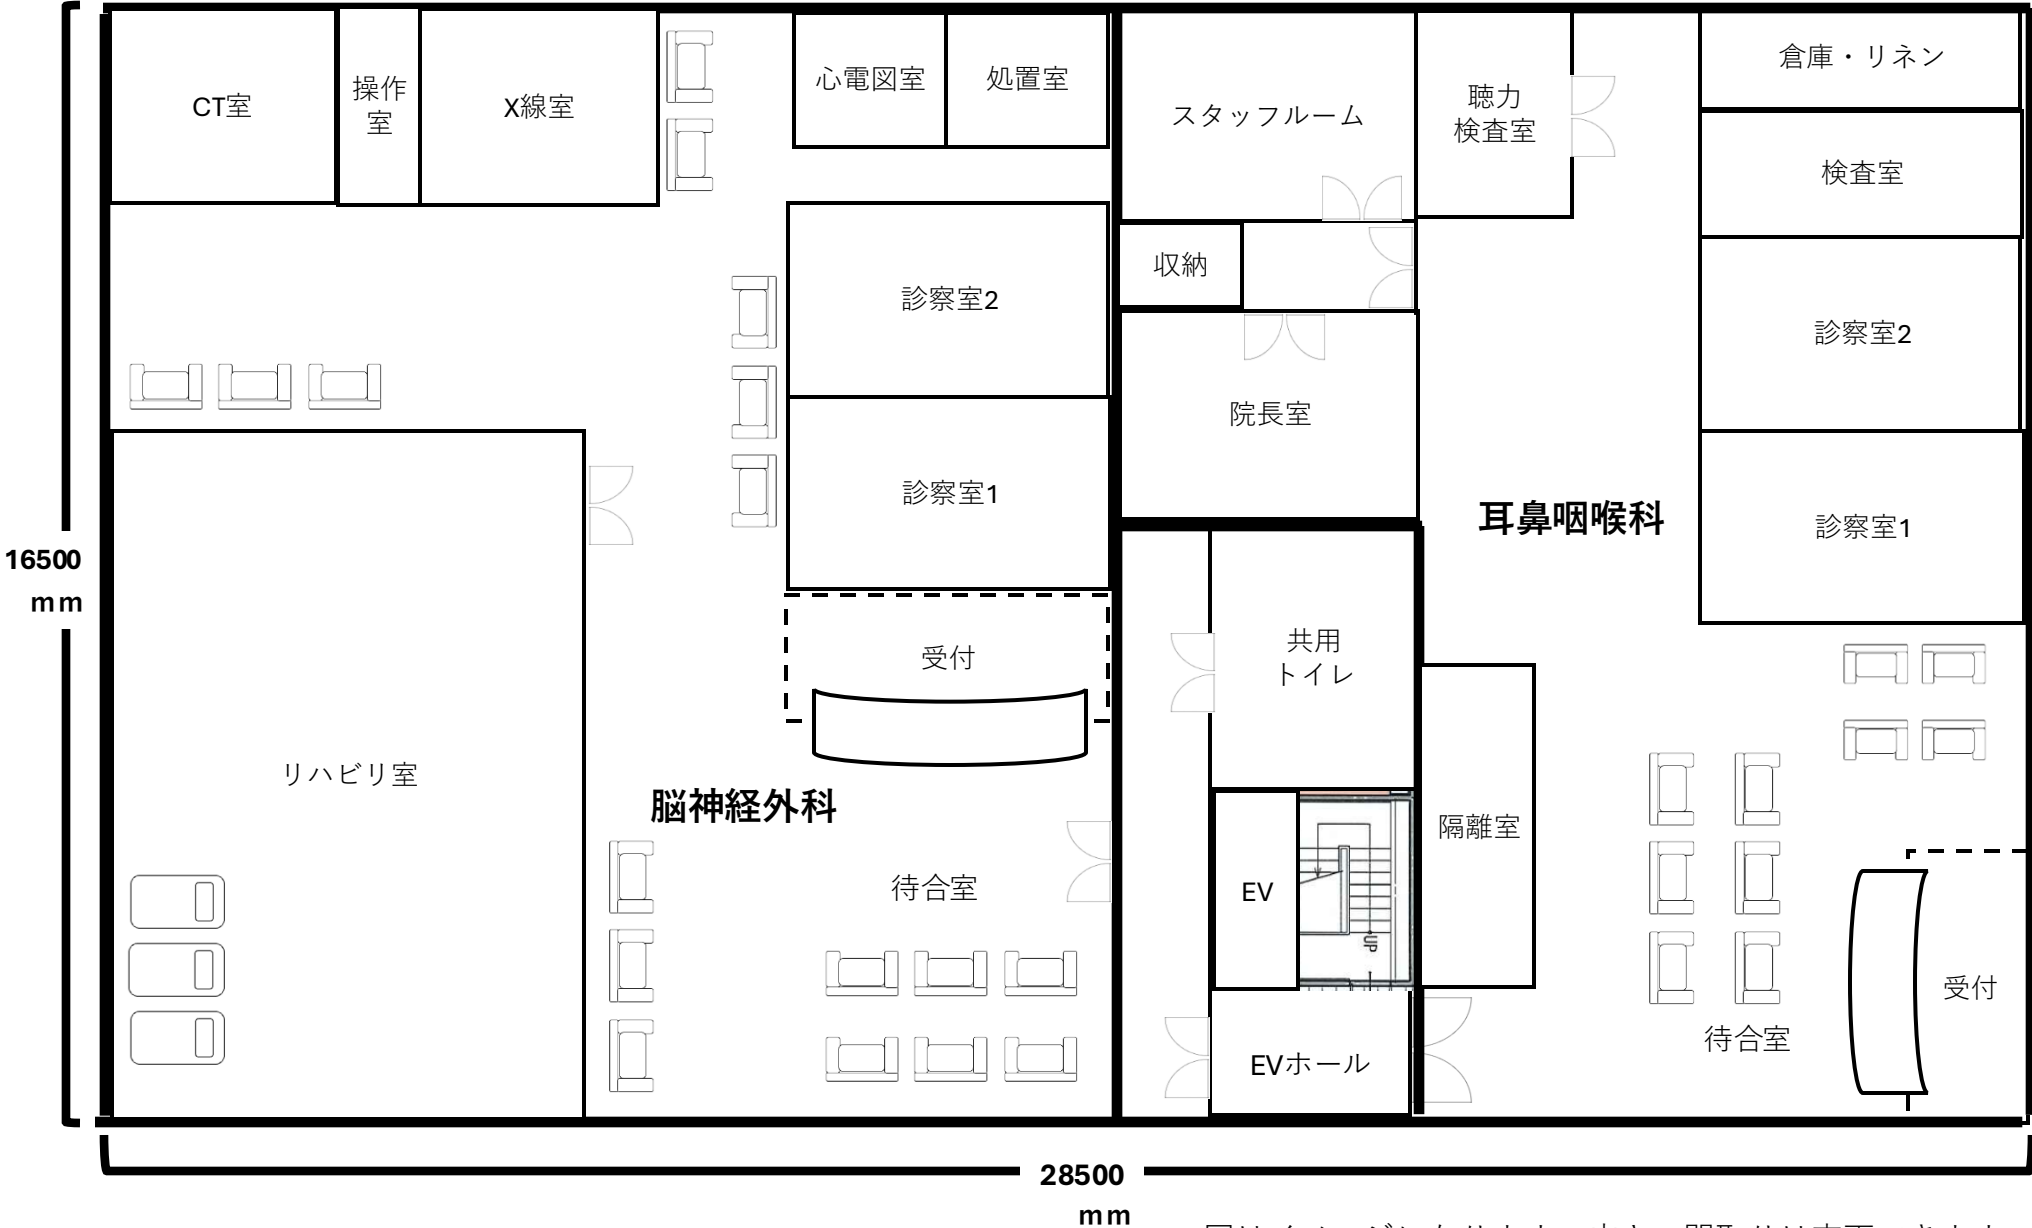 CT室
操作
室
X線室
心電図室
処置室
スタッフルーム
聴力
検査室
倉庫・リネン
検査室
収納
診察室2
診察室2
院長室
診察室1
耳鼻咽喉科
診察室1
16500
mm
受付
共用
トイレ
リハビリ室
脳神経外科
隔離室
待合室
EV
UP
受付
待合室
EVホール
28500
mm